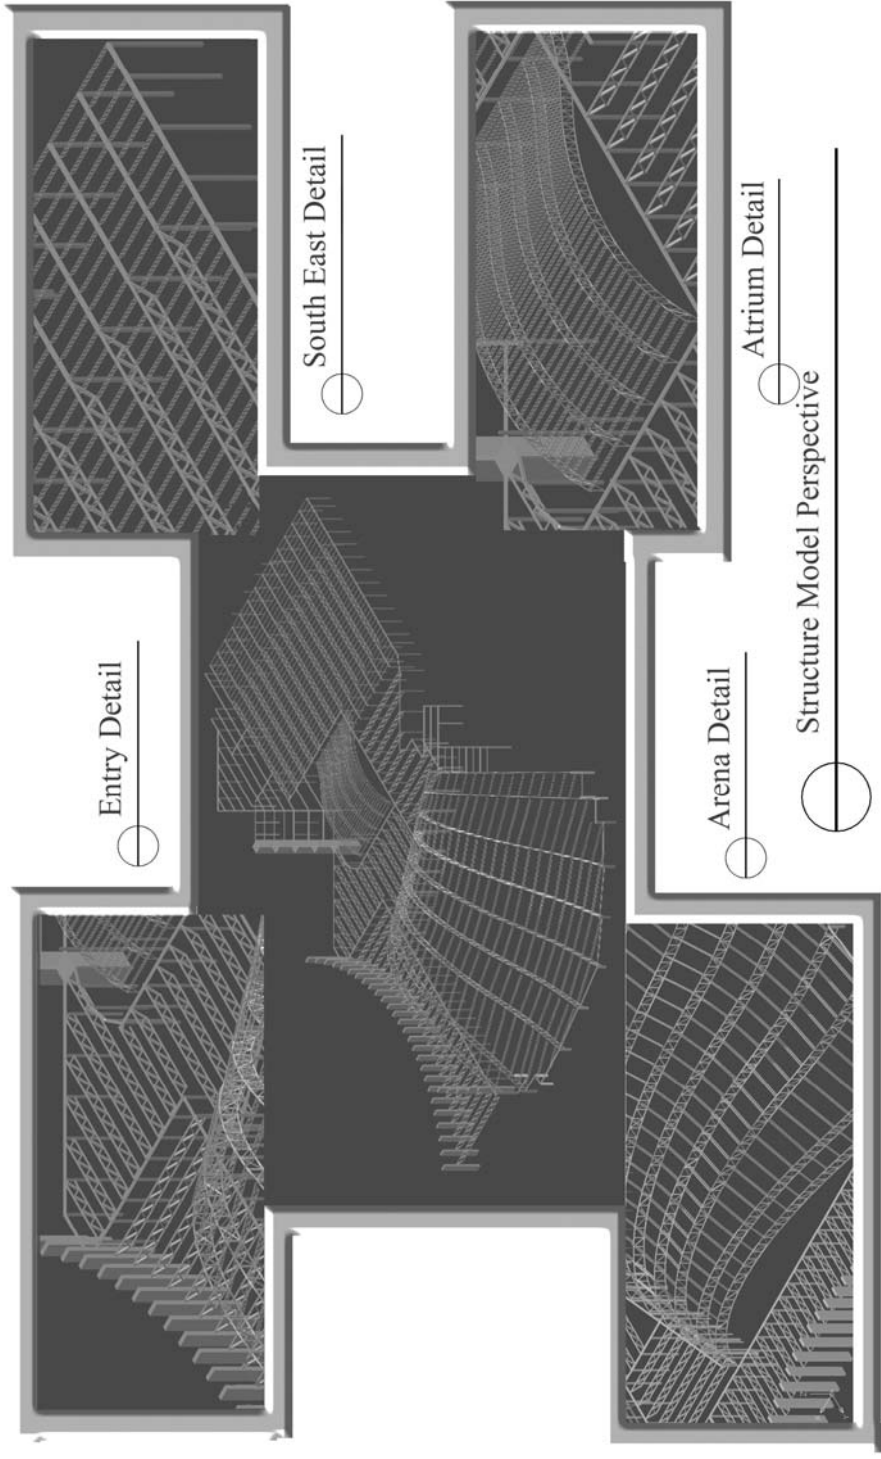 Entry Detail
South East Detail
Arena Detail
Atrium Detail
Structure Model Perspective